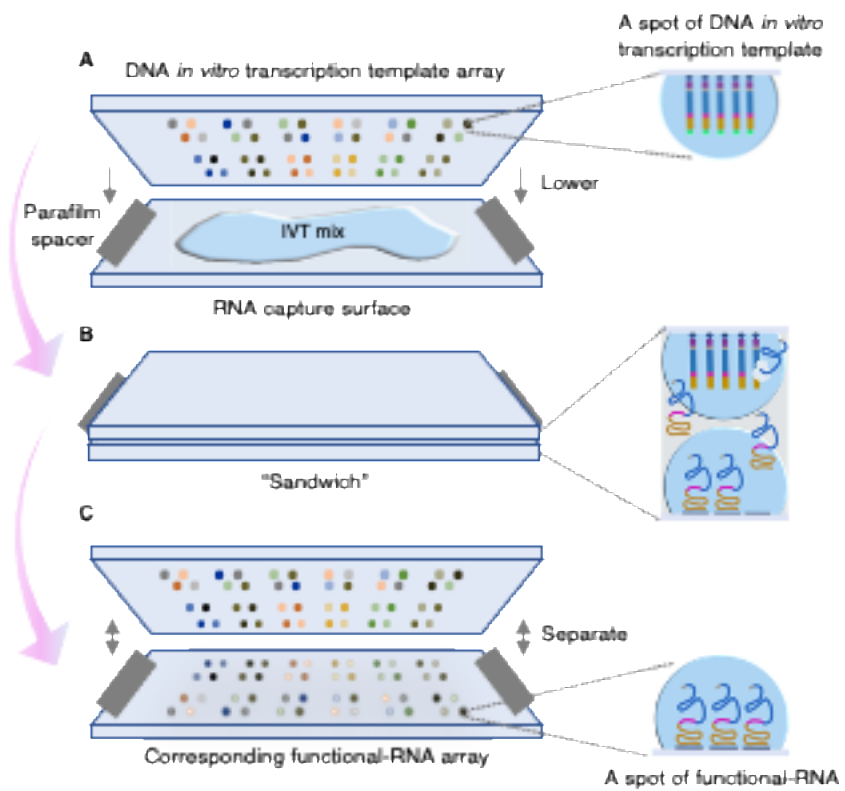 A
DNA in vitro transcription template array
A spot of DNA in vitro
transcription template
Lower
Parafilm
spacer
IVT mix
RNA capture surface
B
“Sandwich”
C
Separate
Corresponding functional-RNA array
A spot of functional-RNA